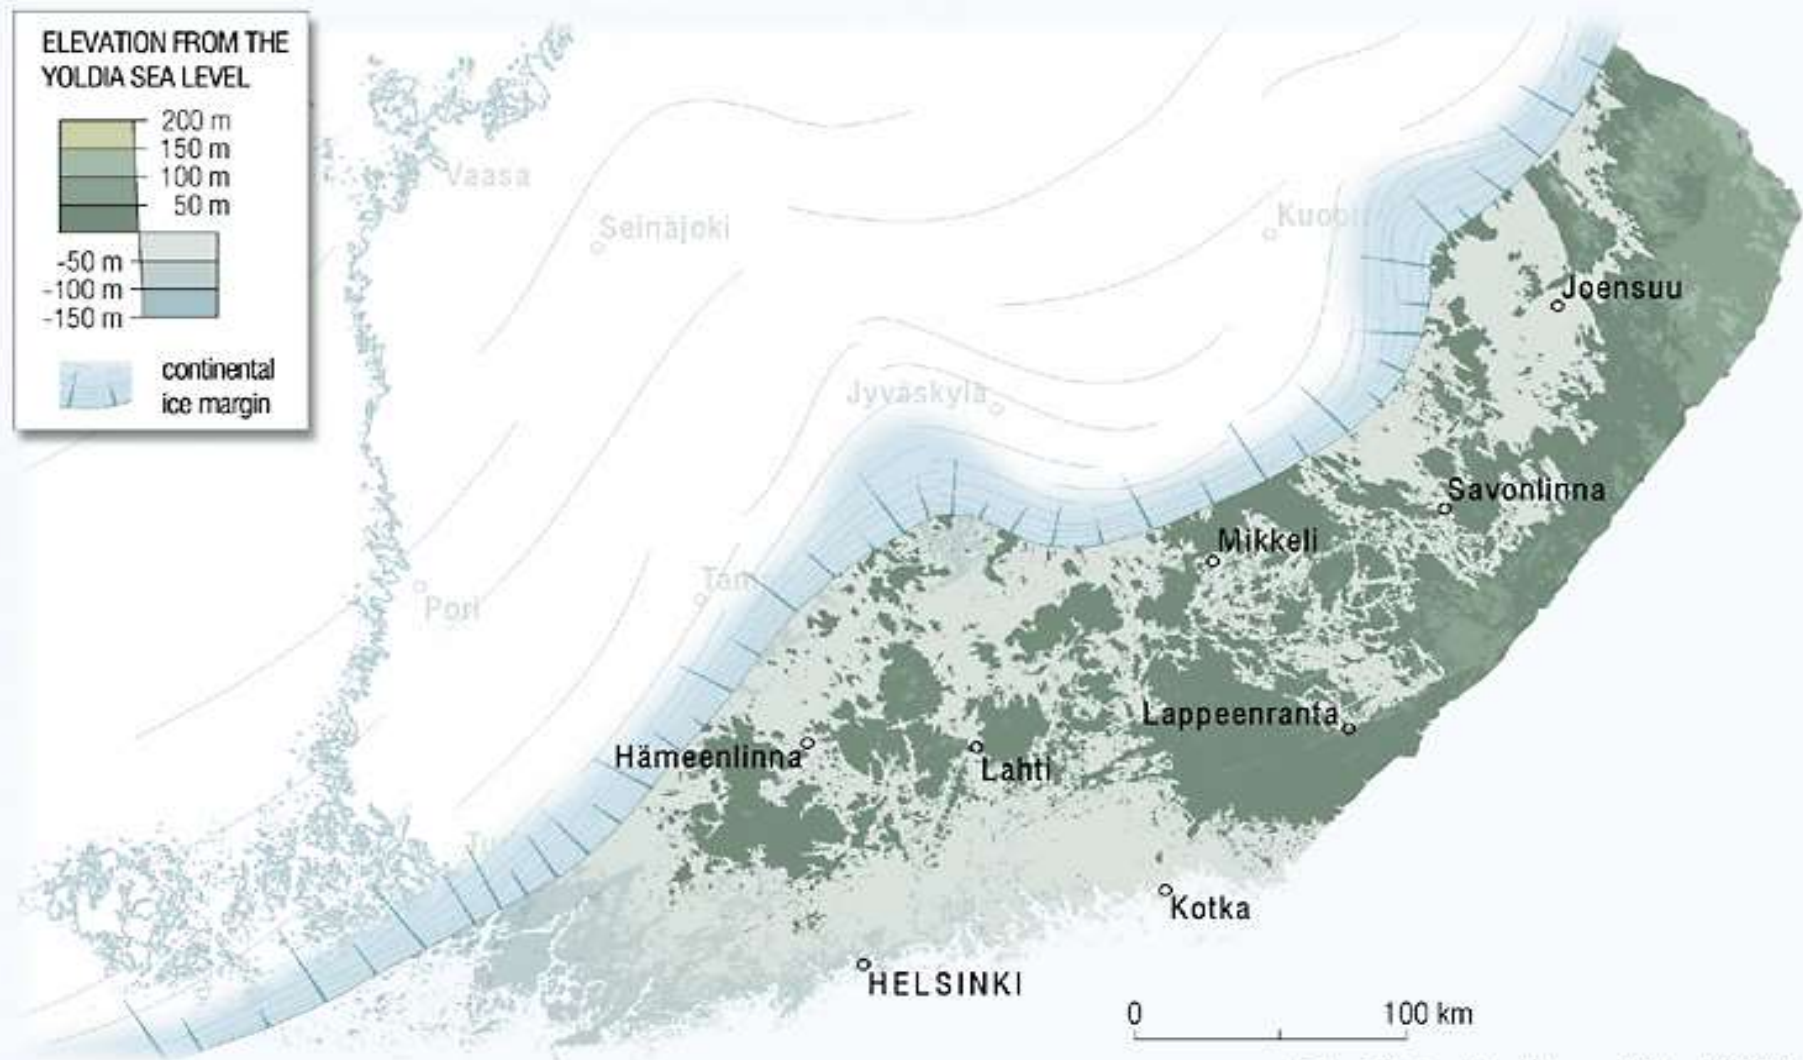 ELEVATION FROM THE
YOLDIA SEA LEVEL
200 m
150 m
100 m
50 m
-50 m
-100 m
-150 m
continental
ice margin
Vaasa
Seinäjoki
Joensuu
Jyväskylä
Savonlinna
Mikkeli
Pori
Lappeenranta
Hämeenlinna
Lahti
Kotka
HELSINKI
0 100 km